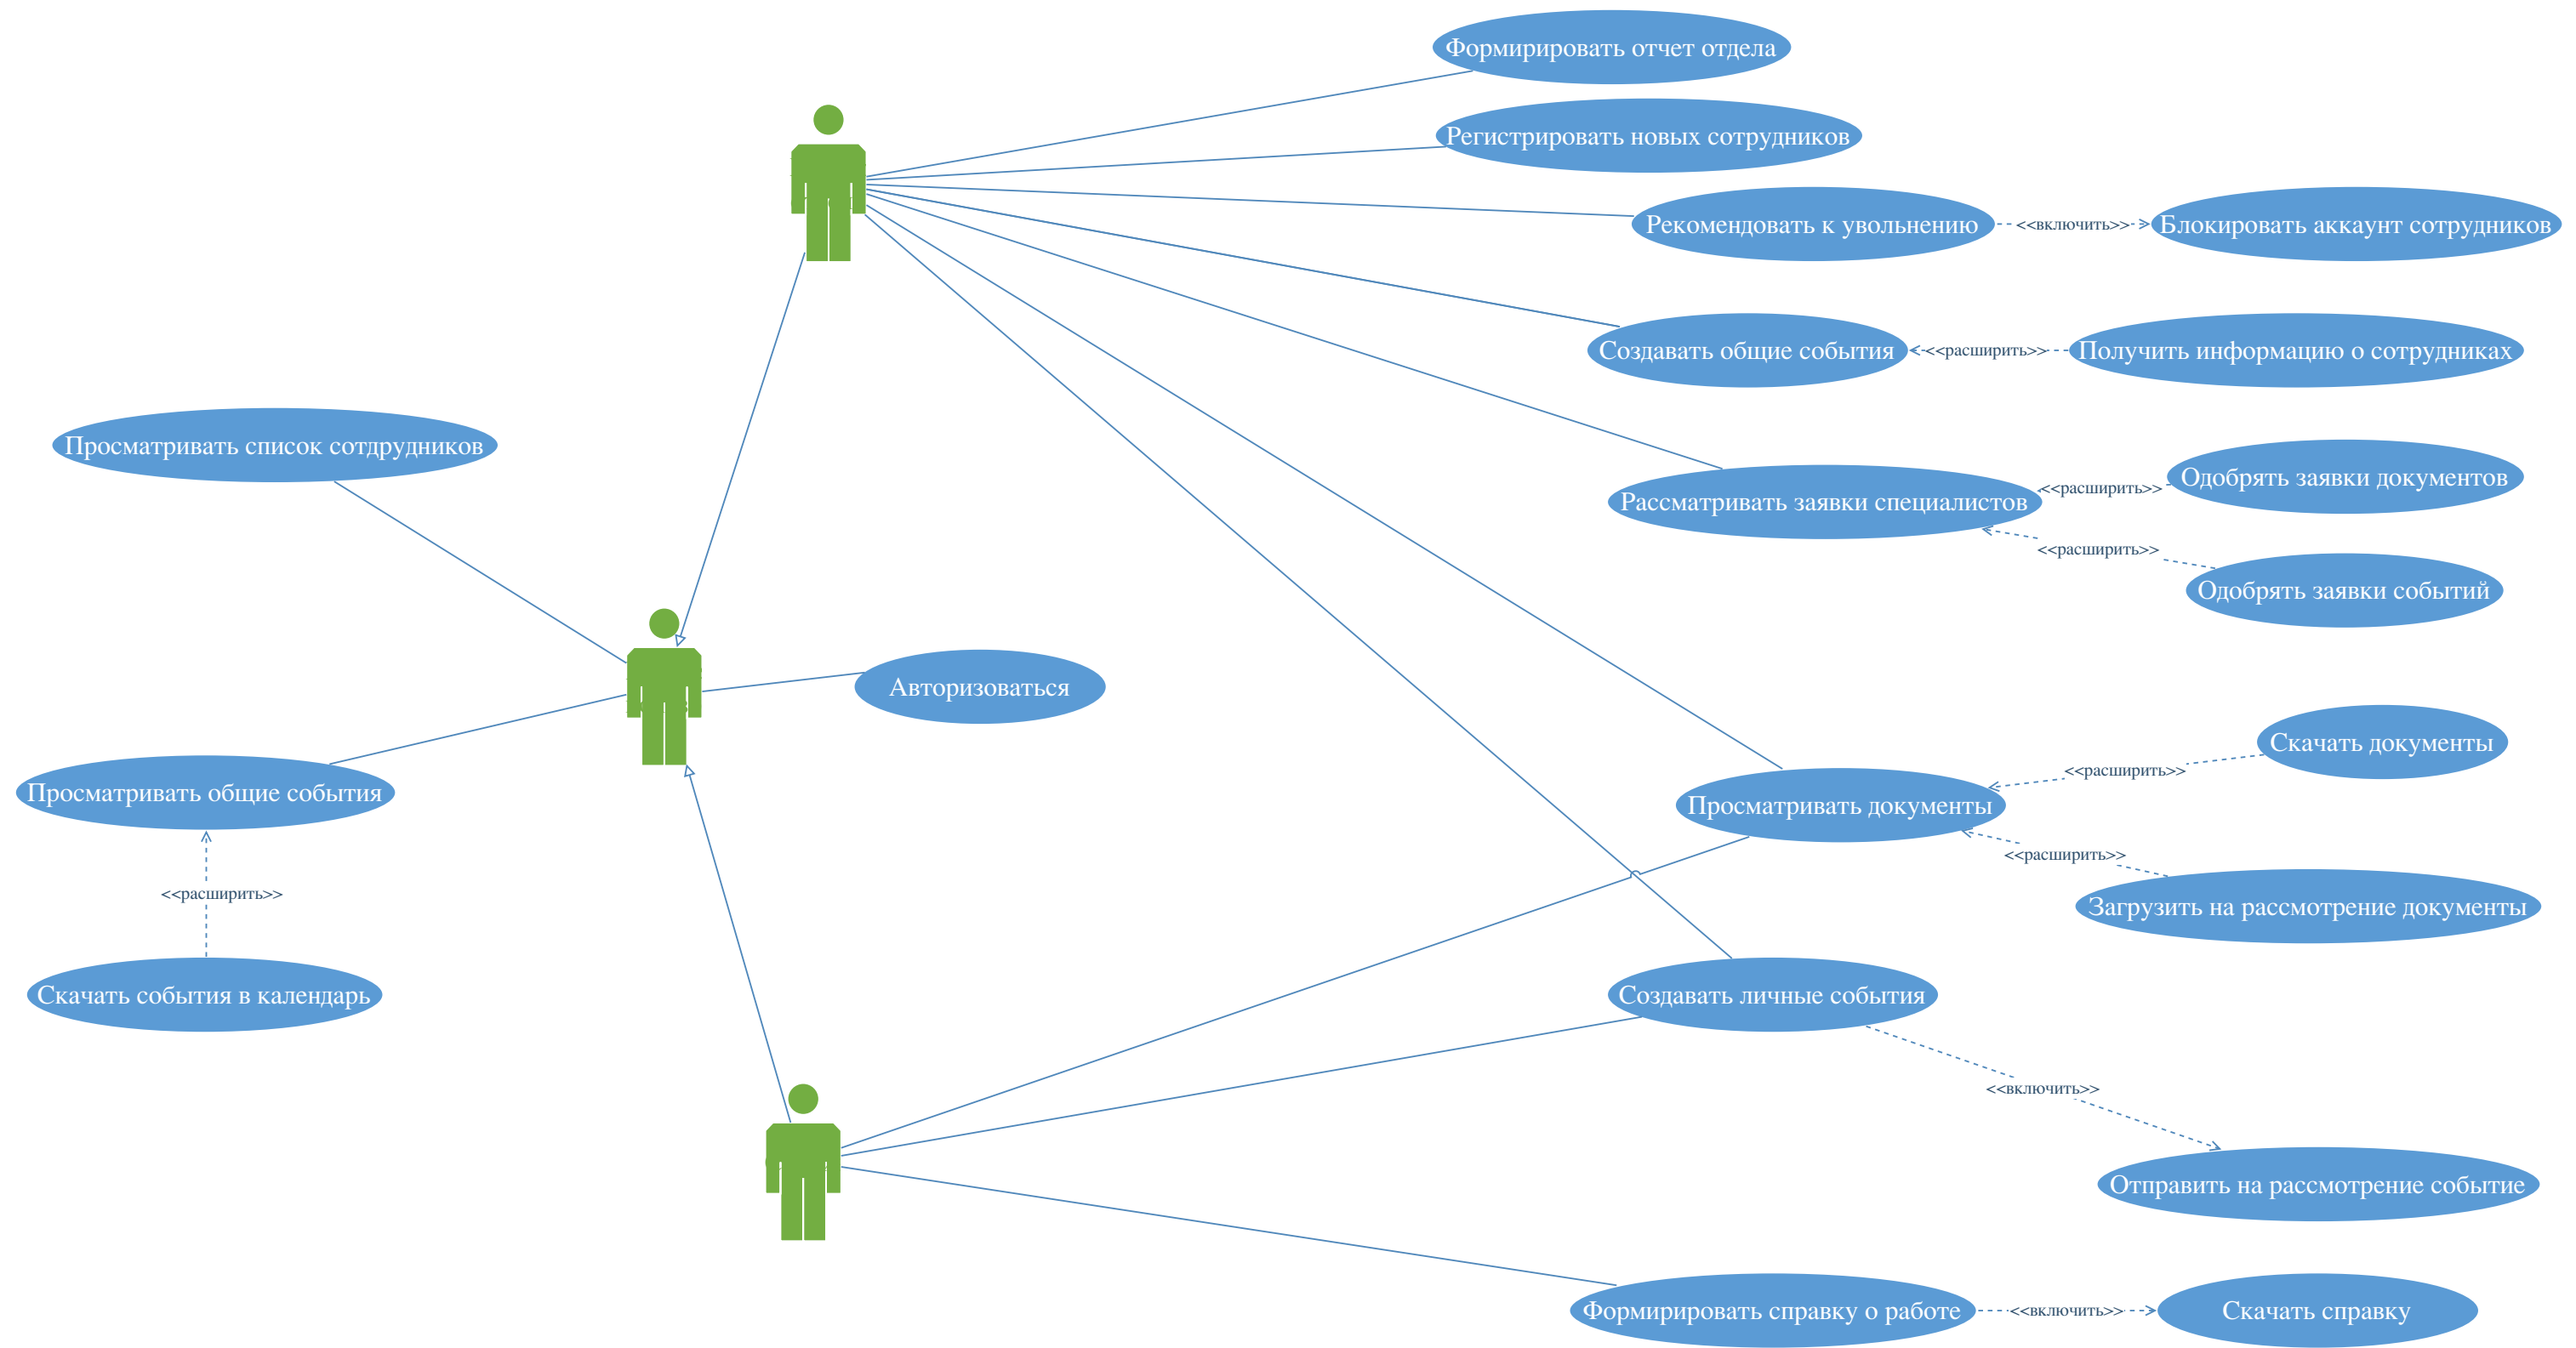 Формирировать отчет отдела
Регистрировать новых сотрудников
Рекомендовать к увольнению
<<включить>>
Блокировать аккаунт сотрудников
Создавать общие события
<<расширить>>
Получить информацию о сотрудниках
Просматривать список сотдрудников
Рассматривать заявки специалистов
<<расширить>>
Одобрять заявки документов
<<расширить>>
Одобрять заявки событий
Авторизоваться
Просматривать общие события
<<расширить>>
Скачать события в календарь
Просматривать документы
<<расширить>>
Скачать документы
<<расширить>>
Загрузить на рассмотрение документы
Создавать личные события
<<включить>>
Отправить на рассмотрение событие
Формирировать справку о работе
<<включить>>
Скачать справку